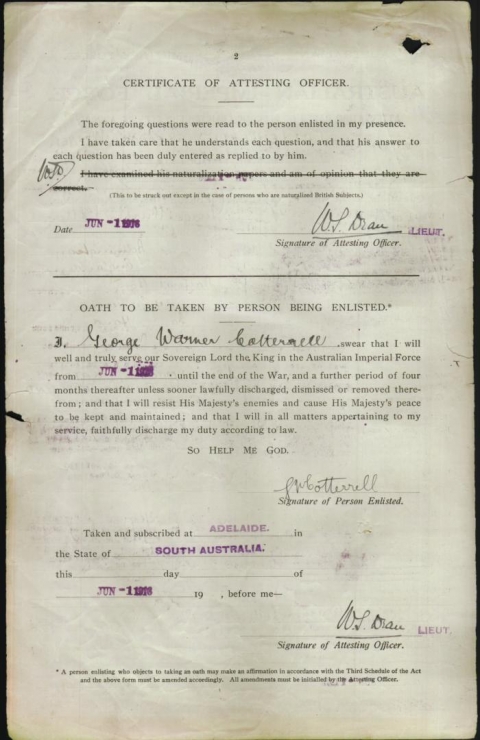 2
CERTIFICATE OF ATTESTING OFFICER.
The foregoing questions were read to the person enlisted in my presence.
I have taken care that he understands each question, and that his answer to
each question has been duly entered as replied to by him.
I have examined his naturalization papers and am of opinion that they are
correct.
(This to be struck out except in the case of persons who are naturalised British Subjects.)
Date JUN -1 1916 W.S. Dran LIEUT.
Signature of Attesting Officer.
OATH TO BE TAKEN BY PERSON BEING ENLISTED.*
I, George Warner Cotterrell swear that I will
well and truly serve our Sovereign Lord the King in the Australian Imperial Force
from JUN -1 until the end of the War, and a further period of four
months thereafter unless sooner lawfully discharged, dismissed or removed there-
from; and that I will resist His Majesty's enemies and cause His Majesty's peace
to be kept and maintained; and that I will in all matters appertaining to my
service, faithfully discharge my duty according to law.
SO HELP ME GOD.
GWCotterrell
Signature of Person Enlisted.
Taken and subscribed at ADELAIDE. in
the State of SOUTH AUSTRALIA.
this day of
JUN -1 1916 19 , before me—
W.S. Dran LIEUT.
Signature of Attesting Officer.
* A person enlisting who objects to taking an oath may make an affirmation in accordance with the Third Schedule of the Act
and the above form must be amended accordingly. All amendments must be initialled by the Attesting Officer.